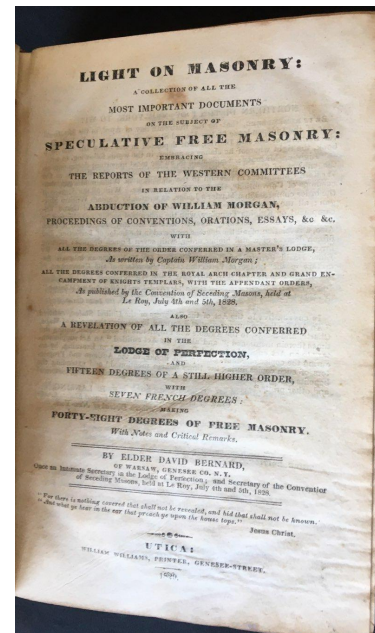 LIGHT ON MASONRY:
A COLLECTION OF ALL THE
MOST IMPORTANT DOCUMENTS
ON THE SUBJECT OF
SPECULATIVE FREE MASONRY:
EMBRACING
THE REPORTS OF THE WESTERN COMMITTEES
IN RELATION TO THE
ABDUCTION OF WILLIAM MORGAN,
PROCEEDINGS OF CONVENTIONS, ORATIONS, ESSAYS, &c. &c.
WITH
ALL THE DEGREES OF THE ORDER CONFERRED IN A MASTER'S LODGE,
As written by Captain William Morgan;
ALL THE DEGREES CONFERRED IN THE ROYAL ARCH CHAPTER AND GRAND EN-
CAMPMENT OF KNIGHTS TEMPLARS, WITH THE APPENDANT ORDERS,
As published by the Convention of Seceding Masons, held at
Le Roy, July 4th and 5th, 1828.
ALSO
A REVELATION OF ALL THE DEGREES CONFERRED
IN THE
LODGE OF PERFECTION,
AND
FIFTEEN DEGREES OF A STILL HIGHER ORDER,
WITH
SEVEN FRENCH DEGREES:
MAKING
FORTY-EIGHT DEGREES OF FREE MASONRY.
With Notes and Critical Remarks.
BY ELDER DAVID BERNARD,
OF WARSAW, GENESEE CO. N. Y.
Once an Intimate Secretary in the Lodge of Perfection; and Secretary of the Convention
of Seceding Masons, held at Le Roy, July 4th and 5th, 1828.
"For there is nothing covered that shall not be revealed, and hid that shall not be known.
And what ye hear in the ear that preach ye upon the house tops."
Jesus Christ.
UTICA:
WILLIAM WILLIAMS, PRINTER, GENESEE-STREET.